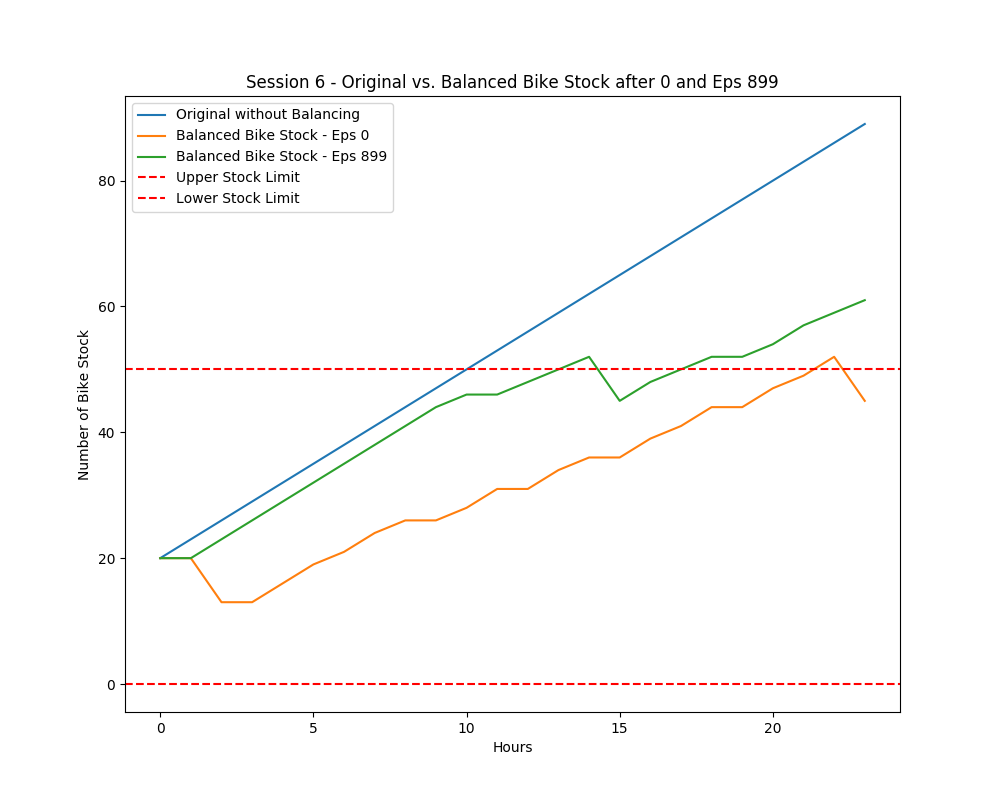 Session 6 - Original vs. Balanced Bike Stock after 0 and Eps 899
Original without Balancing
Balanced Bike Stock - Eps 0
Balanced Bike Stock - Eps 899
Upper Stock Limit
Lower Stock Limit
80
60
40
20
0
Number of Bike Stock
0 5 10 15 20
Hours